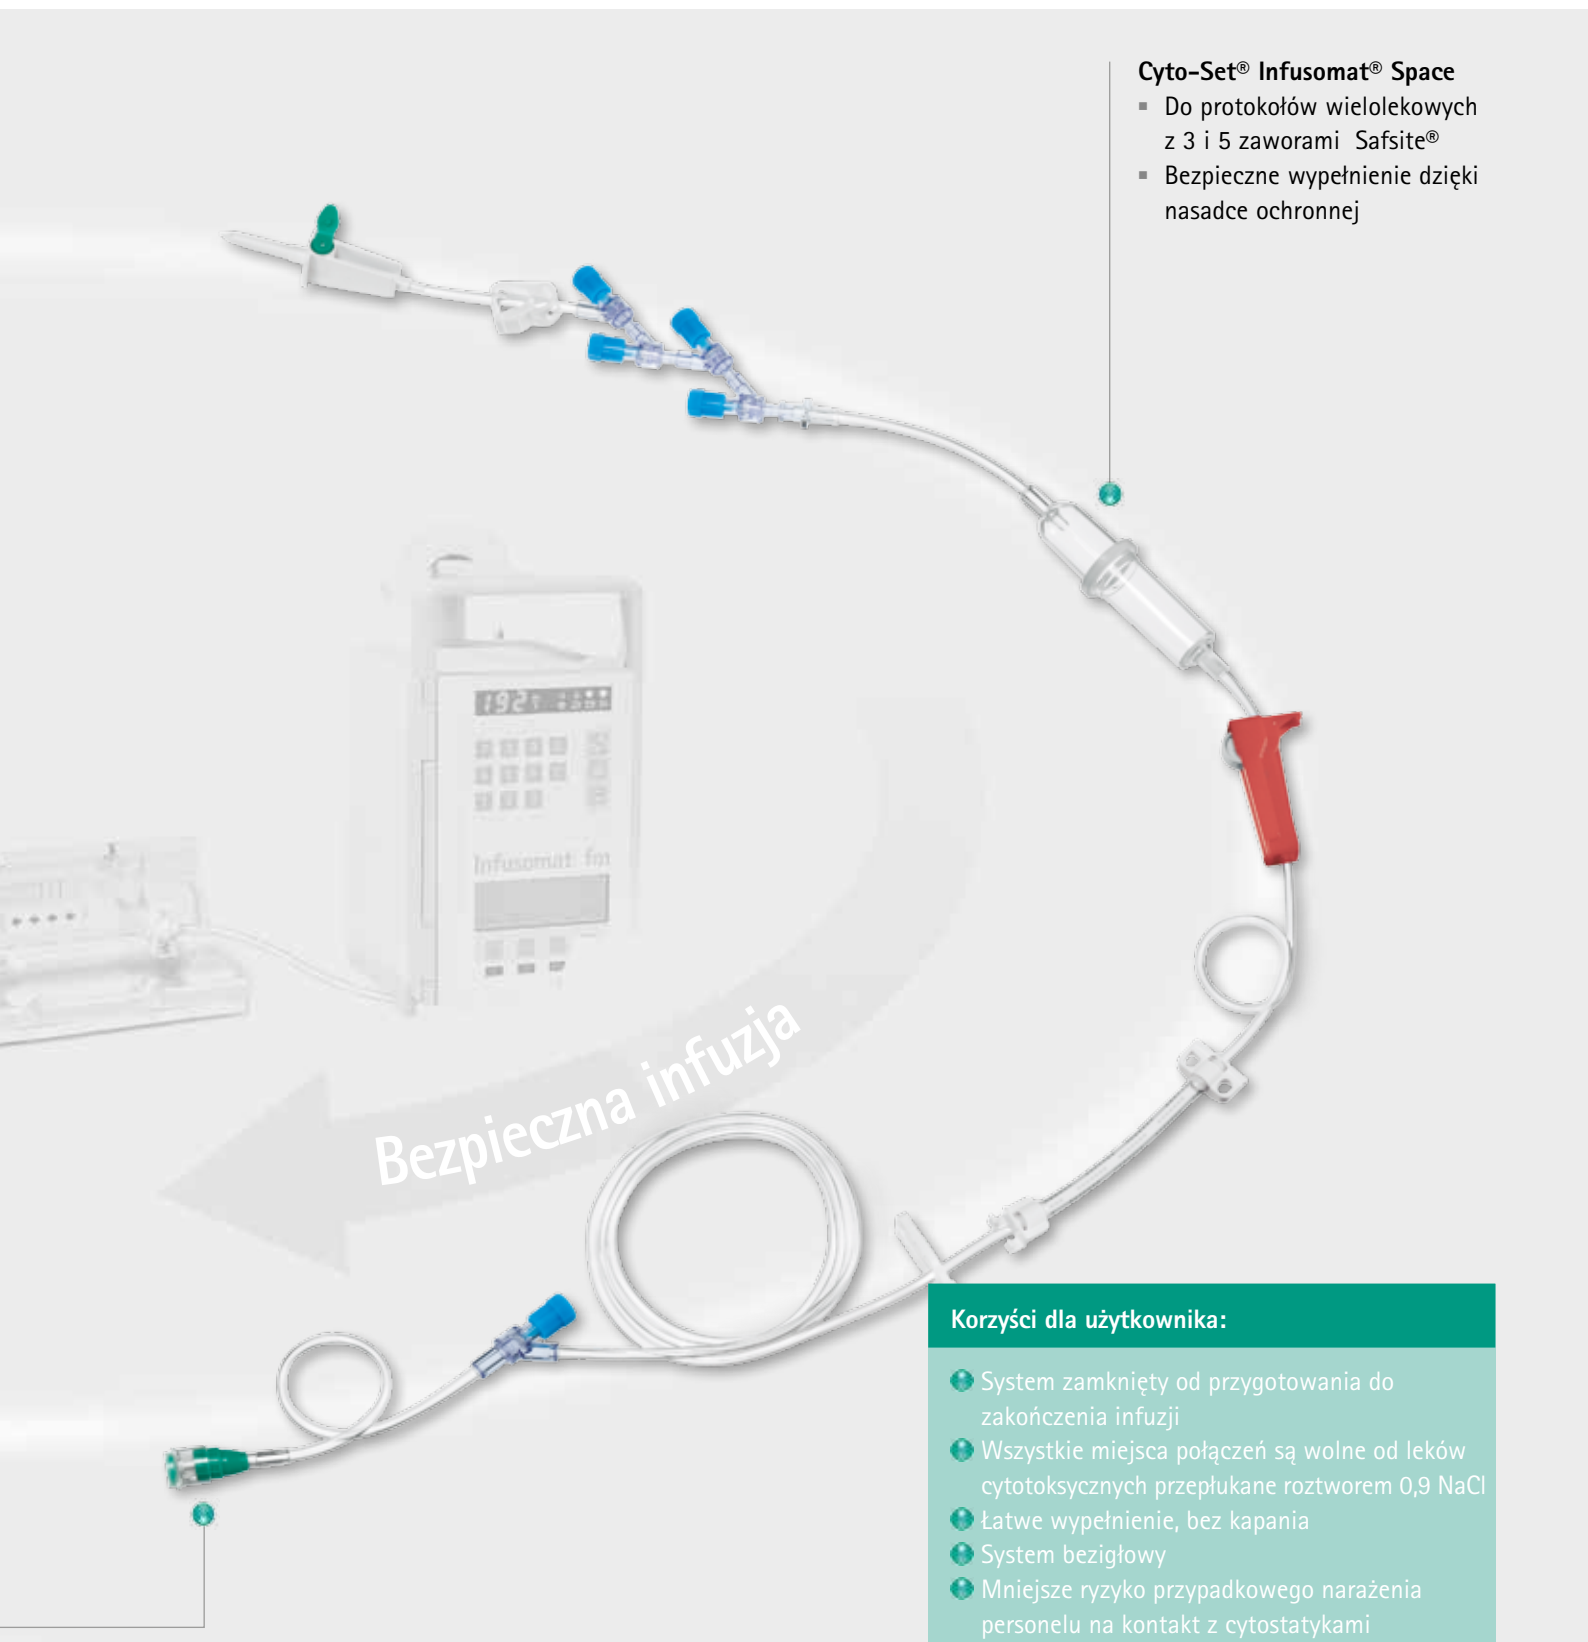 Cyto-Set® Infusomat® Space
▪ Do protokołów wielolekowych
z 3 i 5 zaworami Safsite®
▪ Bezpieczne wypełnienie dzięki
nasadce ochronnej
192
Infusomat fm
Bezpieczna infuzja
Korzyści dla użytkownika:
System zamknięty od przygotowania do
zakończenia infuzji
Wszystkie miejsca połączeń są wolne od leków
cytotoksycznych przepłukane roztworem 0,9 NaCl
Łatwe wypełnienie, bez kapania
System bezigłowy
Mniejsze ryzyko przypadkowego narażenia
personelu na kontakt z cytostatykami